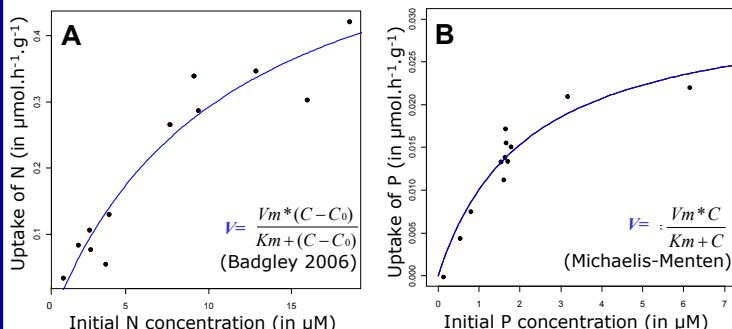 A
Uptake of N (in µmol.h⁻¹.g⁻¹)
0.4
0.3
0.2
0.1
V= Vm*(C−C₀)
Km+(C−C₀)
(Badgley 2006)
0 5 10 15
Initial N concentration (in µM)
B
Uptake of P (in µmol.h⁻¹.g⁻¹)
0.030
0.025
0.020
0.015
0.010
0.005
0.000
V= : Vm*C
Km+C
(Michaelis-Menten)
0 1 2 3 4 5 6 7
Initial P concentration (in µM)